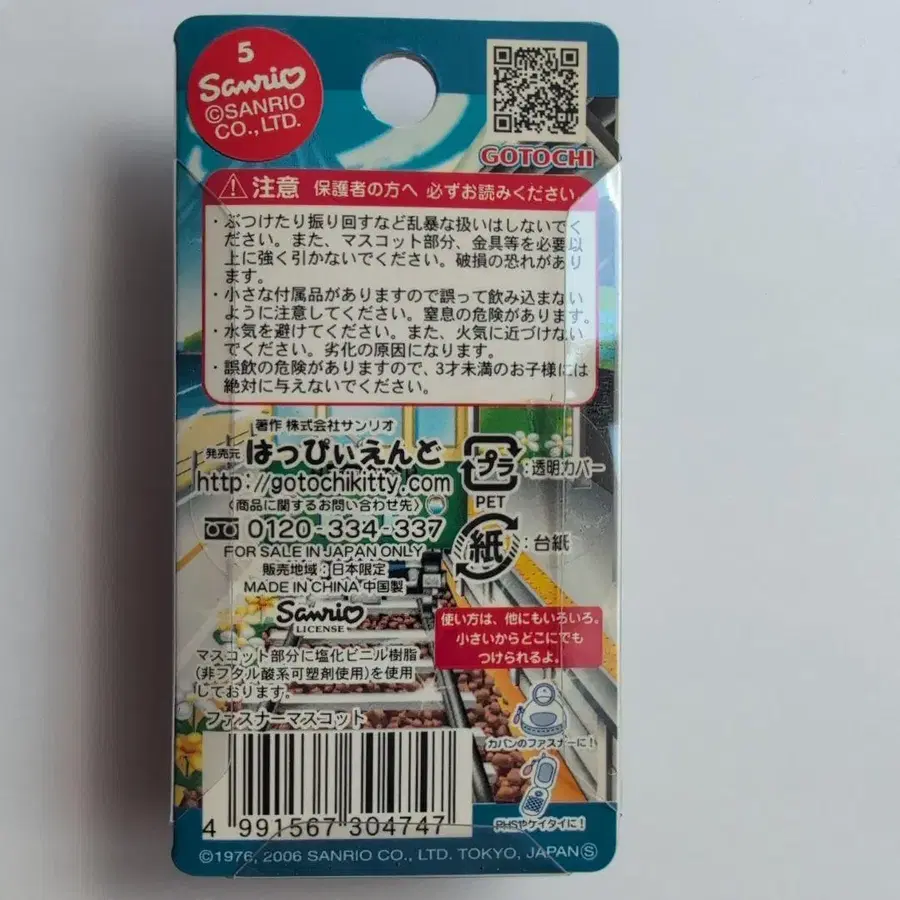 5
Sanrio
©SANRIO
CO., LTD.
GOTOCHI
注意 保護者の方へ 必ずお読みください
・ぶつけたり振り回すなど乱暴な扱いはしないでく
ださい。また、マスコット部分、金具等を必要以
上に強く引かないでください。破損の恐れがあり
ます。
・小さな付属品がありますので誤って飲み込まない
ように注意してください。窒息の危険があります。
・水気を避けてください。また、火気に近づけない
でください。劣化の原因になります。
・誤飲の危険がありますので、3才未満のお子様には
絶対に与えないでください。
著作 株式会社サンリオ
発売元 はっぴぃえんど
http://gotochikitty.com
〈商品に関するお問い合わせ先〉
0120-334-337
FOR SALE IN JAPAN ONLY
販売地域：日本限定
MADE IN CHINA 中国製
Sanrio
LICENSE
プラ：透明カバー
PET
紙：台紙
マスコット部分に塩化ビニル樹脂
(非フタル酸系可塑剤使用)を使用
しております。
ファスナーマスコット
使い方は、他にもいろいろ。
小さいからどこにでも
つけられるよ。
カバンのファスナーに！
PHSやケイタイに！
4 991567 304747
©1976, 2006 SANRIO CO., LTD. TOKYO, JAPAN Ⓢ